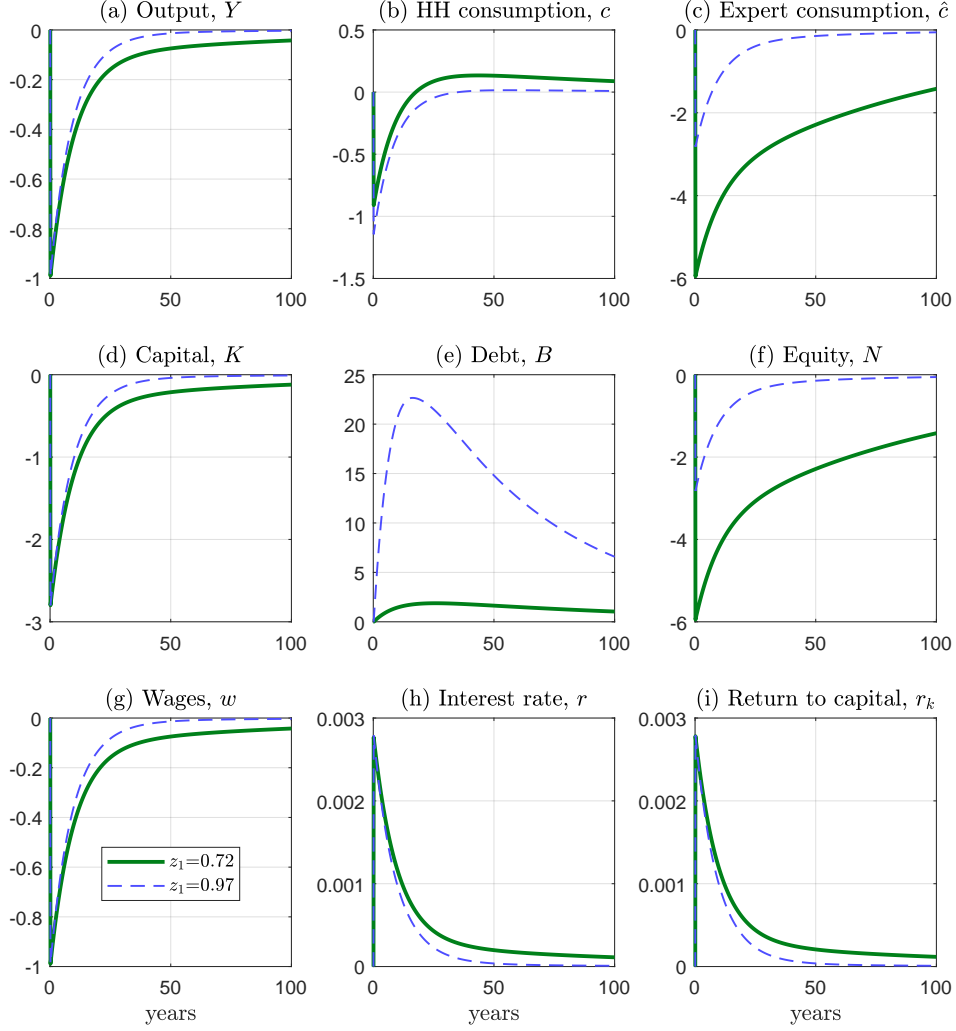 (a) Output, Y
(b) HH consumption, c
(c) Expert consumption, ĉ
0
-0.2
-0.4
-0.6
-0.8
-1
0 50 100
0.5
0
-0.5
-1
-1.5
0 50 100
0
-2
-4
-6
0 50 100
(d) Capital, K
(e) Debt, B
(f) Equity, N
0
-1
-2
-3
0 50 100
25
20
15
10
5
0
0 50 100
0
-2
-4
-6
0 50 100
(g) Wages, w
(h) Interest rate, r
(i) Return to capital, r_k
0
-0.2
-0.4
-0.6
-0.8
-1
z₁=0.72
z₁=0.97
0 50 100
years
0.003
0.002
0.001
0
0 50 100
years
0.003
0.002
0.001
0
0 50 100
years